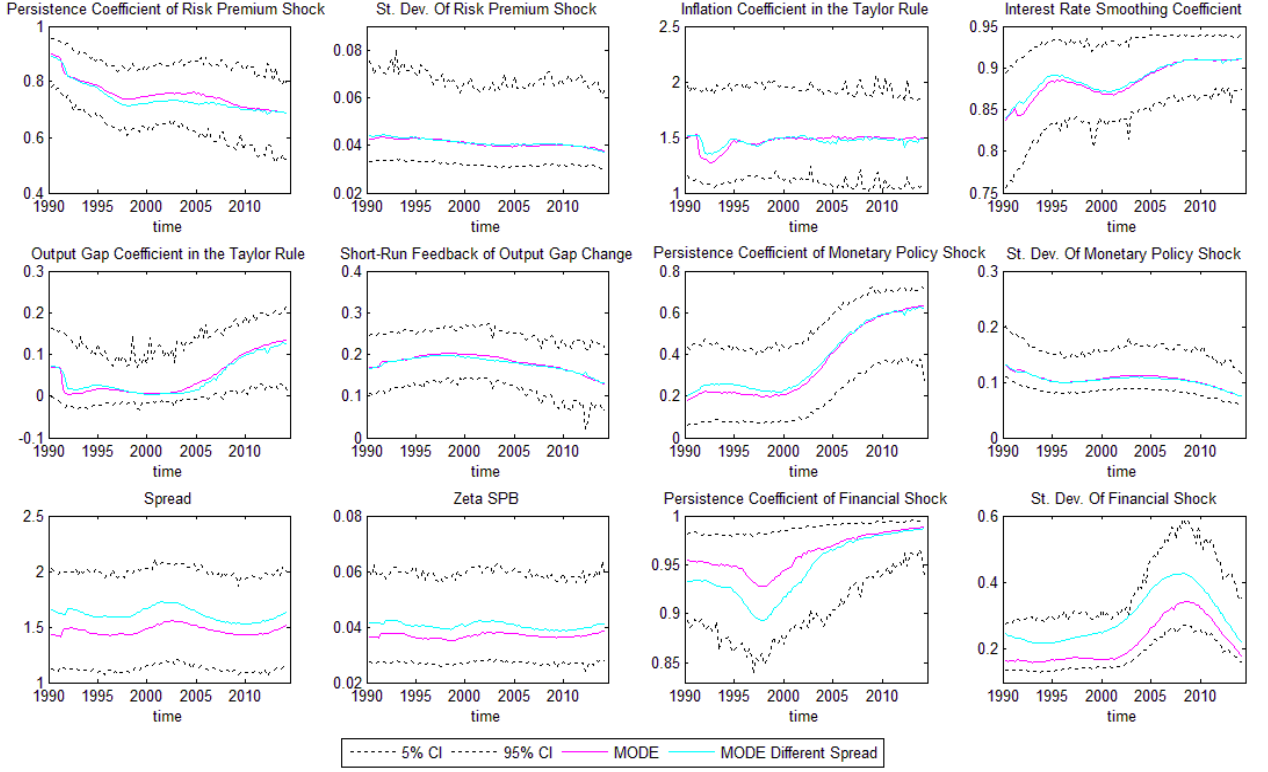 Persistence Coefficient of Risk Premium Shock
1
0.8
0.6
0.4
1990 1995 2000 2005 2010
time
St. Dev. Of Risk Premium Shock
0.08
0.06
0.04
0.02
1990 1995 2000 2005 2010
time
Inflation Coefficient in the Taylor Rule
2.5
2
1.5
1
1990 1995 2000 2005 2010
time
Interest Rate Smoothing Coefficient
0.95
0.9
0.85
0.8
0.75
1990 1995 2000 2005 2010
time
Output Gap Coefficient in the Taylor Rule
0.3
0.2
0.1
0
-0.1
1990 1995 2000 2005 2010
time
Short-Run Feedback of Output Gap Change
0.4
0.3
0.2
0.1
0
1990 1995 2000 2005 2010
time
Persistence Coefficient of Monetary Policy Shock
0.8
0.6
0.4
0.2
0
1990 1995 2000 2005 2010
time
St. Dev. Of Monetary Policy Shock
0.3
0.2
0.1
0
1990 1995 2000 2005 2010
time
Spread
2.5
2
1.5
1
1990 1995 2000 2005 2010
time
Zeta SPB
0.08
0.06
0.04
0.02
1990 1995 2000 2005 2010
time
Persistence Coefficient of Financial Shock
1
0.95
0.9
0.85
1990 1995 2000 2005 2010
time
St. Dev. Of Financial Shock
0.6
0.4
0.2
1990 1995 2000 2005 2010
time
5% CI 95% CI MODE MODE Different Spread